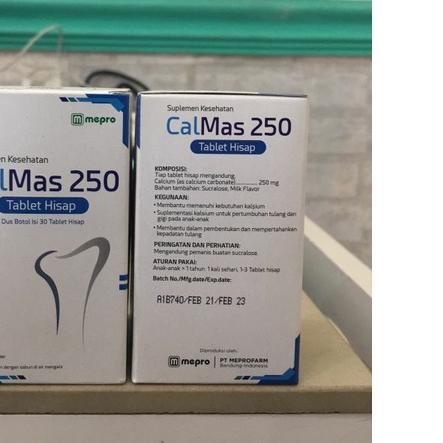 mepro
n Kesehatan
lMas 250
Tablet Hisap
Dus Botol Isi 30 Tablet Hisap
Suplemen Kesehatan
CalMas 250
Tablet Hisap
KOMPOSISI:
Tiap tablet hisap mengandung,
Calcium (as calcium carbonate) ............... 250 mg
Bahan tambahan: Sucralose, Milk Flavor
KEGUNAAN:
• Membantu memenuhi kebutuhan kalsium
• Suplementasi kalsium untuk pertumbuhan tulang dan
gigi pada anak-anak
• Membantu dalam pembentukan dan mempertahankan
kepadatan tulang
PERINGATAN DAN PERHATIAN:
Mengandung pemanis buatan sucralose.
ATURAN PAKAI:
Anak-anak > 1 tahun: 1 kali sehari, 1-3 Tablet hisap
Batch No./Mfg.date/Exp.date:
A1B740/FEB 21/FEB 23
Diproduksi oleh:
mepro | PT MEPROFARM
Bandung-Indonesia